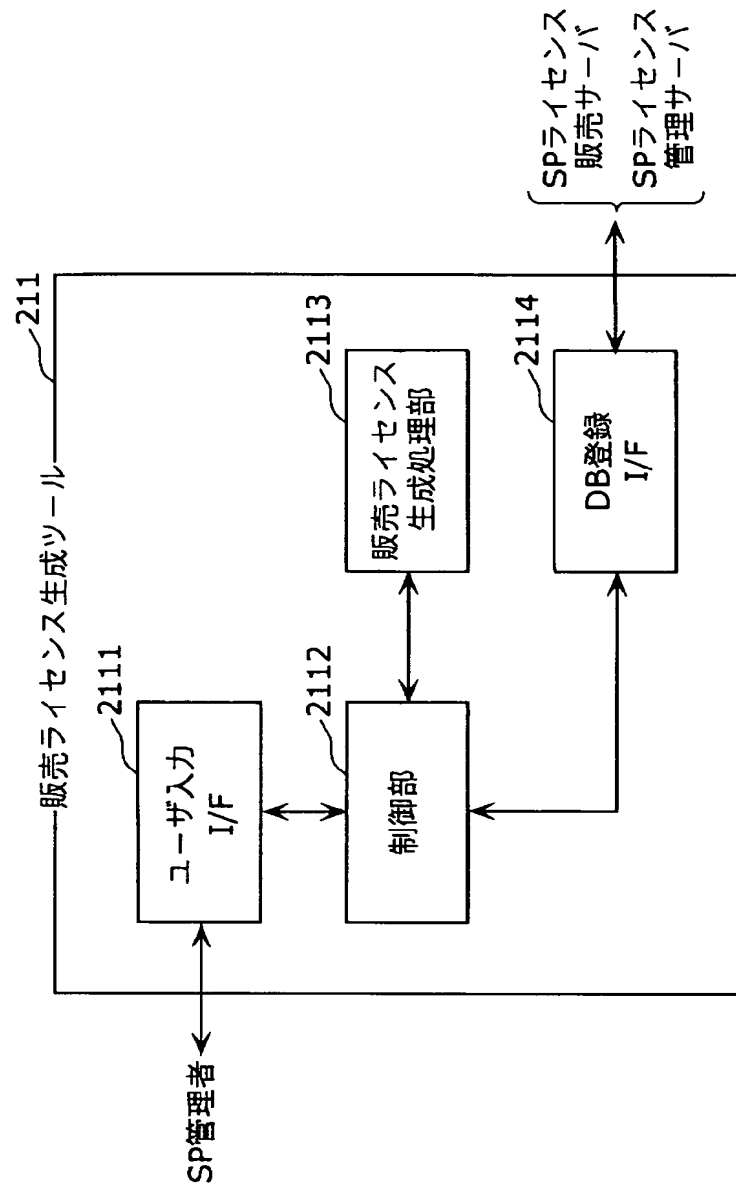 販売ライセンス生成ツール
211
SP管理者
ユーザ入力
I/F
2111
制御部
2112
販売ライセンス
生成処理部
2113
DB登録
I/F
2114
SPライセンス
販売サーバ
SPライセンス
管理サーバ